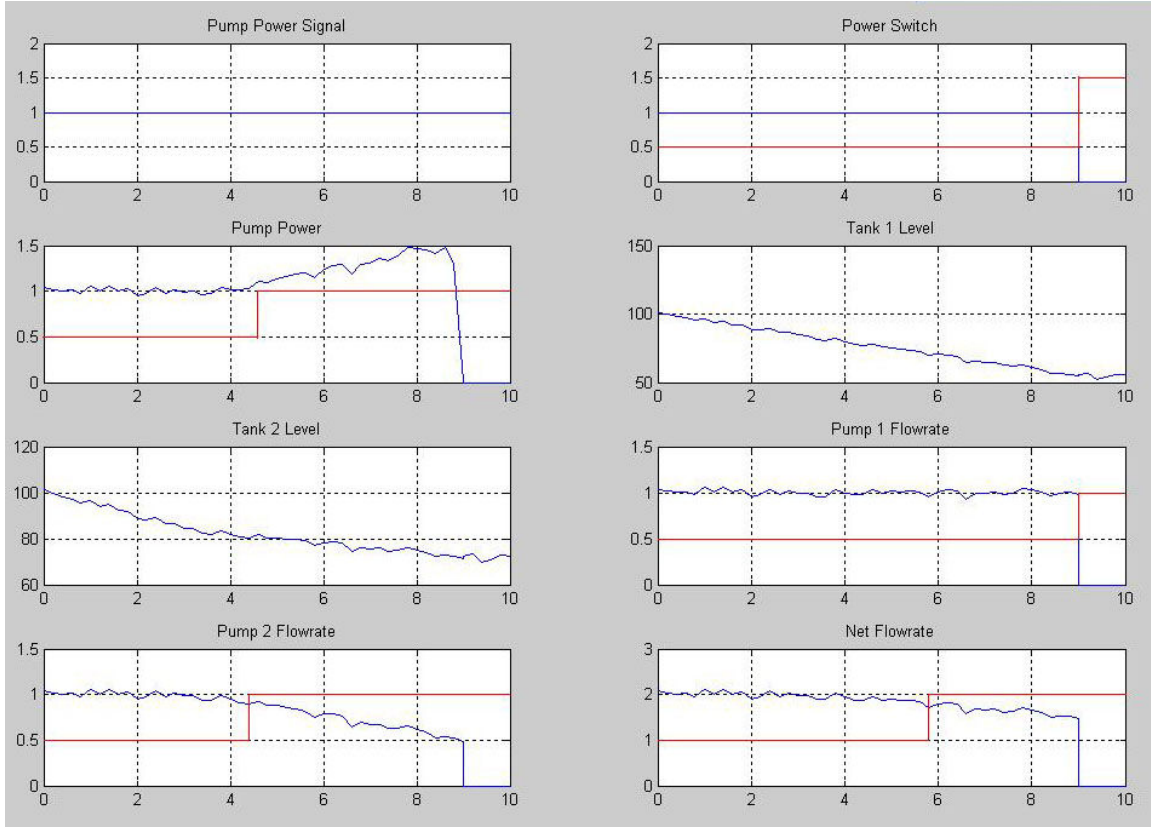 Pump Power Signal
2
1.5
1
0.5
0
0 2 4 6 8 10
Power Switch
2
1.5
1
0.5
0
0 2 4 6 8 10
Pump Power
1.5
1
0.5
0
0 2 4 6 8 10
Tank 1 Level
150
100
50
0 2 4 6 8 10
Tank 2 Level
120
100
80
60
0 2 4 6 8 10
Pump 1 Flowrate
1.5
1
0.5
0
0 2 4 6 8 10
Pump 2 Flowrate
1.5
1
0.5
0
0 2 4 6 8 10
Net Flowrate
3
2
1
0
0 2 4 6 8 10